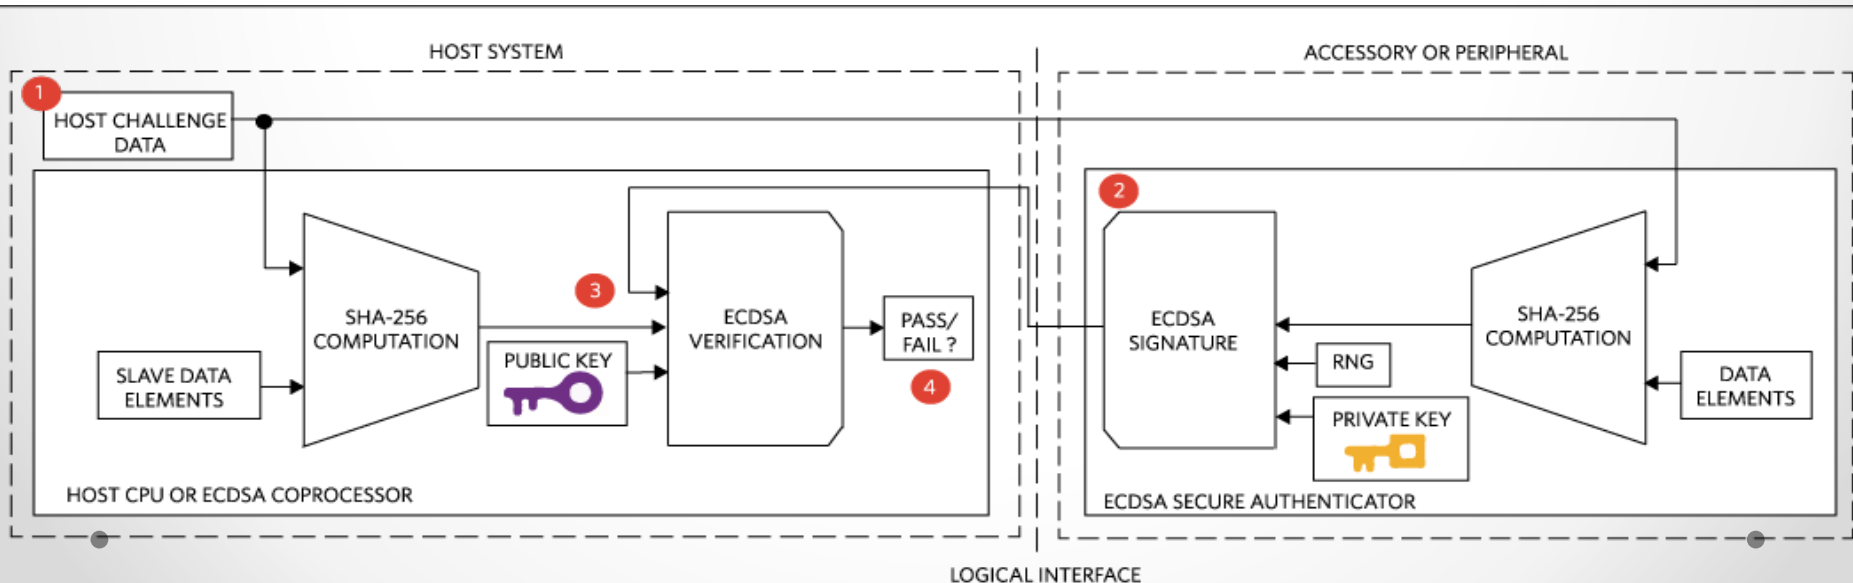 HOST SYSTEM
ACCESSORY OR PERIPHERAL
1
HOST CHALLENGE
DATA
2
3
SHA-256
COMPUTATION
ECDSA
VERIFICATION
PASS/
FAIL ?
4
PUBLIC KEY
SLAVE DATA
ELEMENTS
HOST CPU OR ECDSA COPROCESSOR
ECDSA
SIGNATURE
SHA-256
COMPUTATION
RNG
DATA
ELEMENTS
PRIVATE KEY
ECDSA SECURE AUTHENTICATOR
LOGICAL INTERFACE